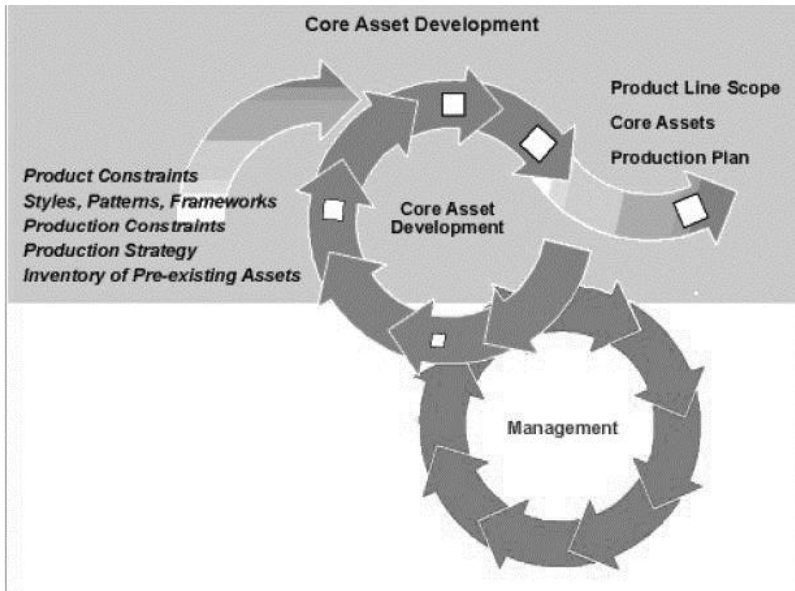 Core Asset Development
Product Line Scope
Core Assets
Production Plan
Product Constraints
Styles, Patterns, Frameworks
Production Constraints
Production Strategy
Inventory of Pre-existing Assets
Core Asset
Development
Management